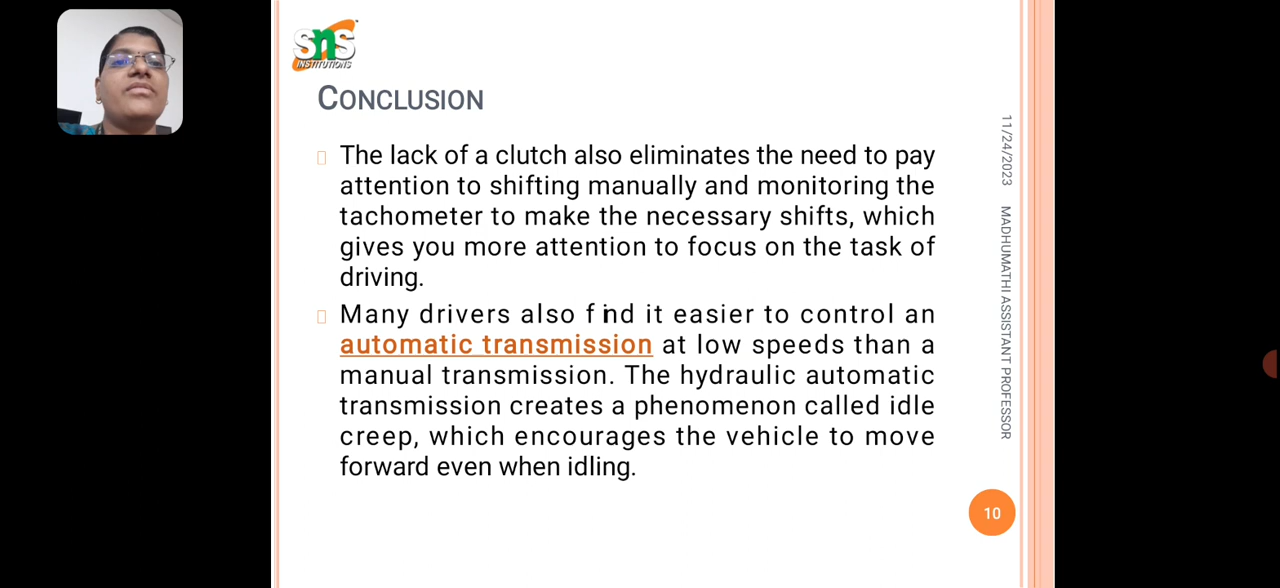 SNS
INSTITUTIONS
CONCLUSION
The lack of a clutch also eliminates the need to pay
attention to shifting manually and monitoring the
tachometer to make the necessary shifts, which
gives you more attention to focus on the task of
driving.
Many drivers also find it easier to control an
automatic transmission at low speeds than a
manual transmission. The hydraulic automatic
transmission creates a phenomenon called idle
creep, which encourages the vehicle to move
forward even when idling.
11/24/2023
MADHUMATHI ASSISTANT PROFESSOR
10